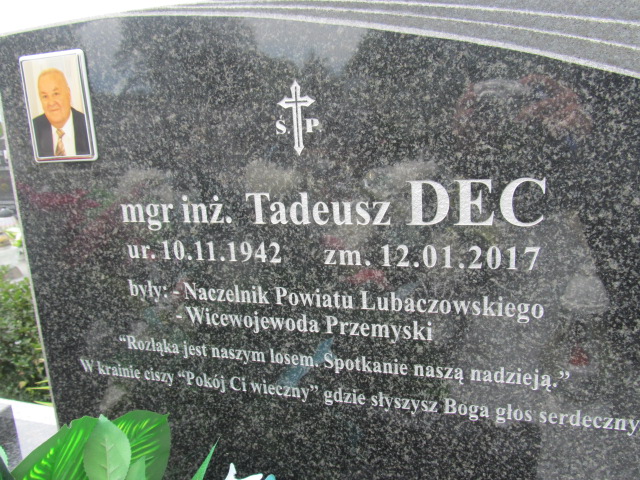 Ś P
mgr inż. Tadeusz DEC
ur. 10.11.1942 zm. 12.01.2017
były: - Naczelnik Powiatu Lubaczowskiego
- Wicewojewoda Przemyski
“Rozłąka jest naszym losem. Spotkanie naszą nadzieją.”
W krainie ciszy “Pokój Ci wieczny” gdzie słyszysz Boga głos serdeczny